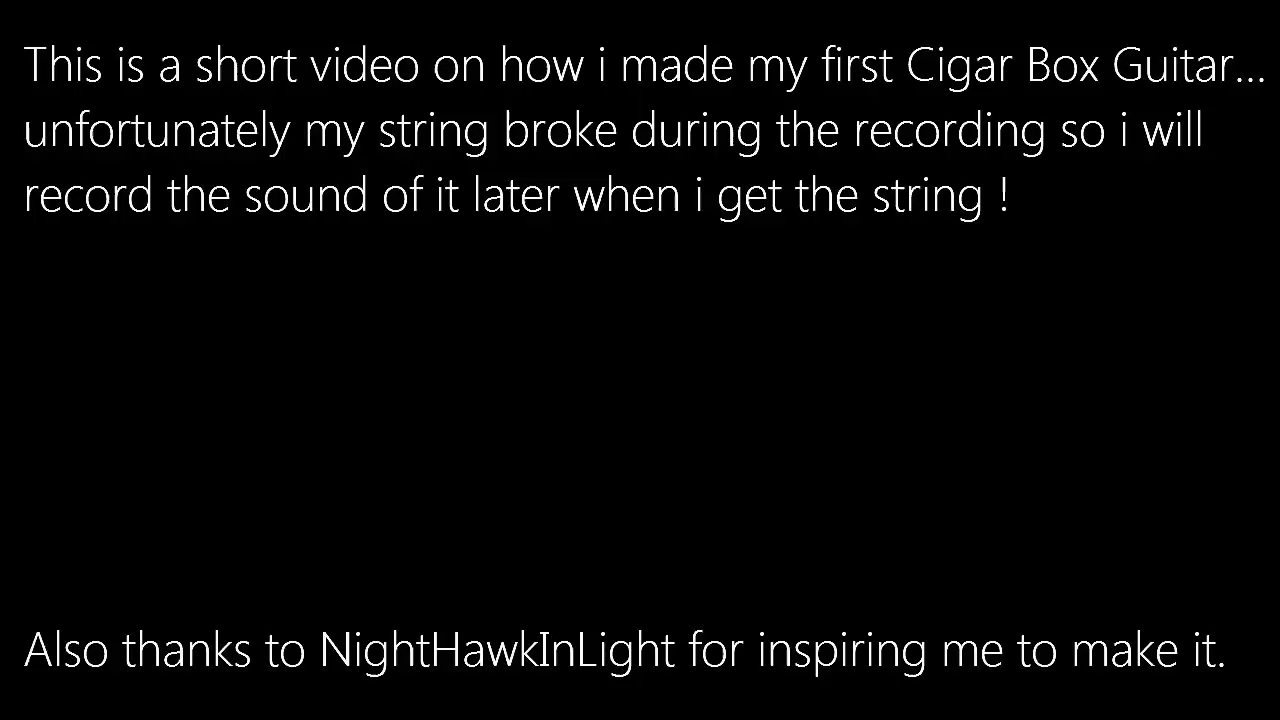 This is a short video on how i made my first Cigar Box Guitar...
unfortunately my string broke during the recording so i will
record the sound of it later when i get the string !
Also thanks to NightHawkInLight for inspiring me to make it.